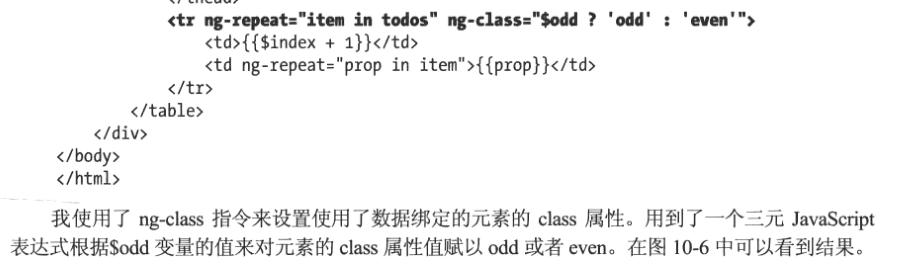 <tr ng-repeat="item in todos" ng-class="$odd ? 'odd' : 'even'">
<td>{{$index + 1}}</td>
<td ng-repeat="prop in item">{{prop}}</td>
</tr>
</table>
</div>
</body>
</html>
我使用了 ng-class 指令来设置使用了数据绑定的元素的 class 属性。用到了一个三元 JavaScript
表达式根据$odd 变量的值来对元素的 class 属性值赋以 odd 或者 even。在图 10-6 中可以看到结果。